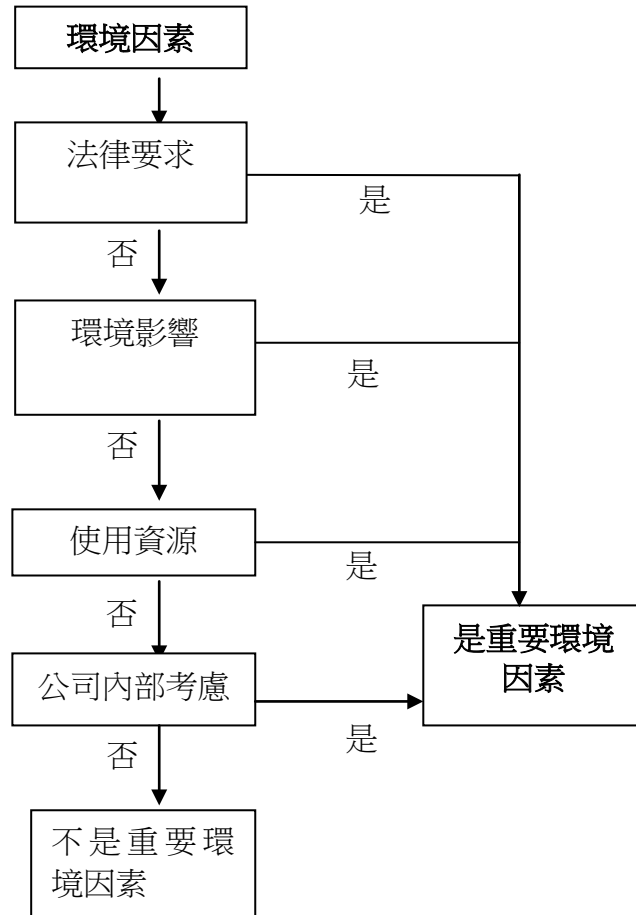 環境因素
法律要求
是
否
環境影響
是
否
使用資源
是
否
是重要環境
因素
公司內部考慮
是
否
不是重要環
境因素